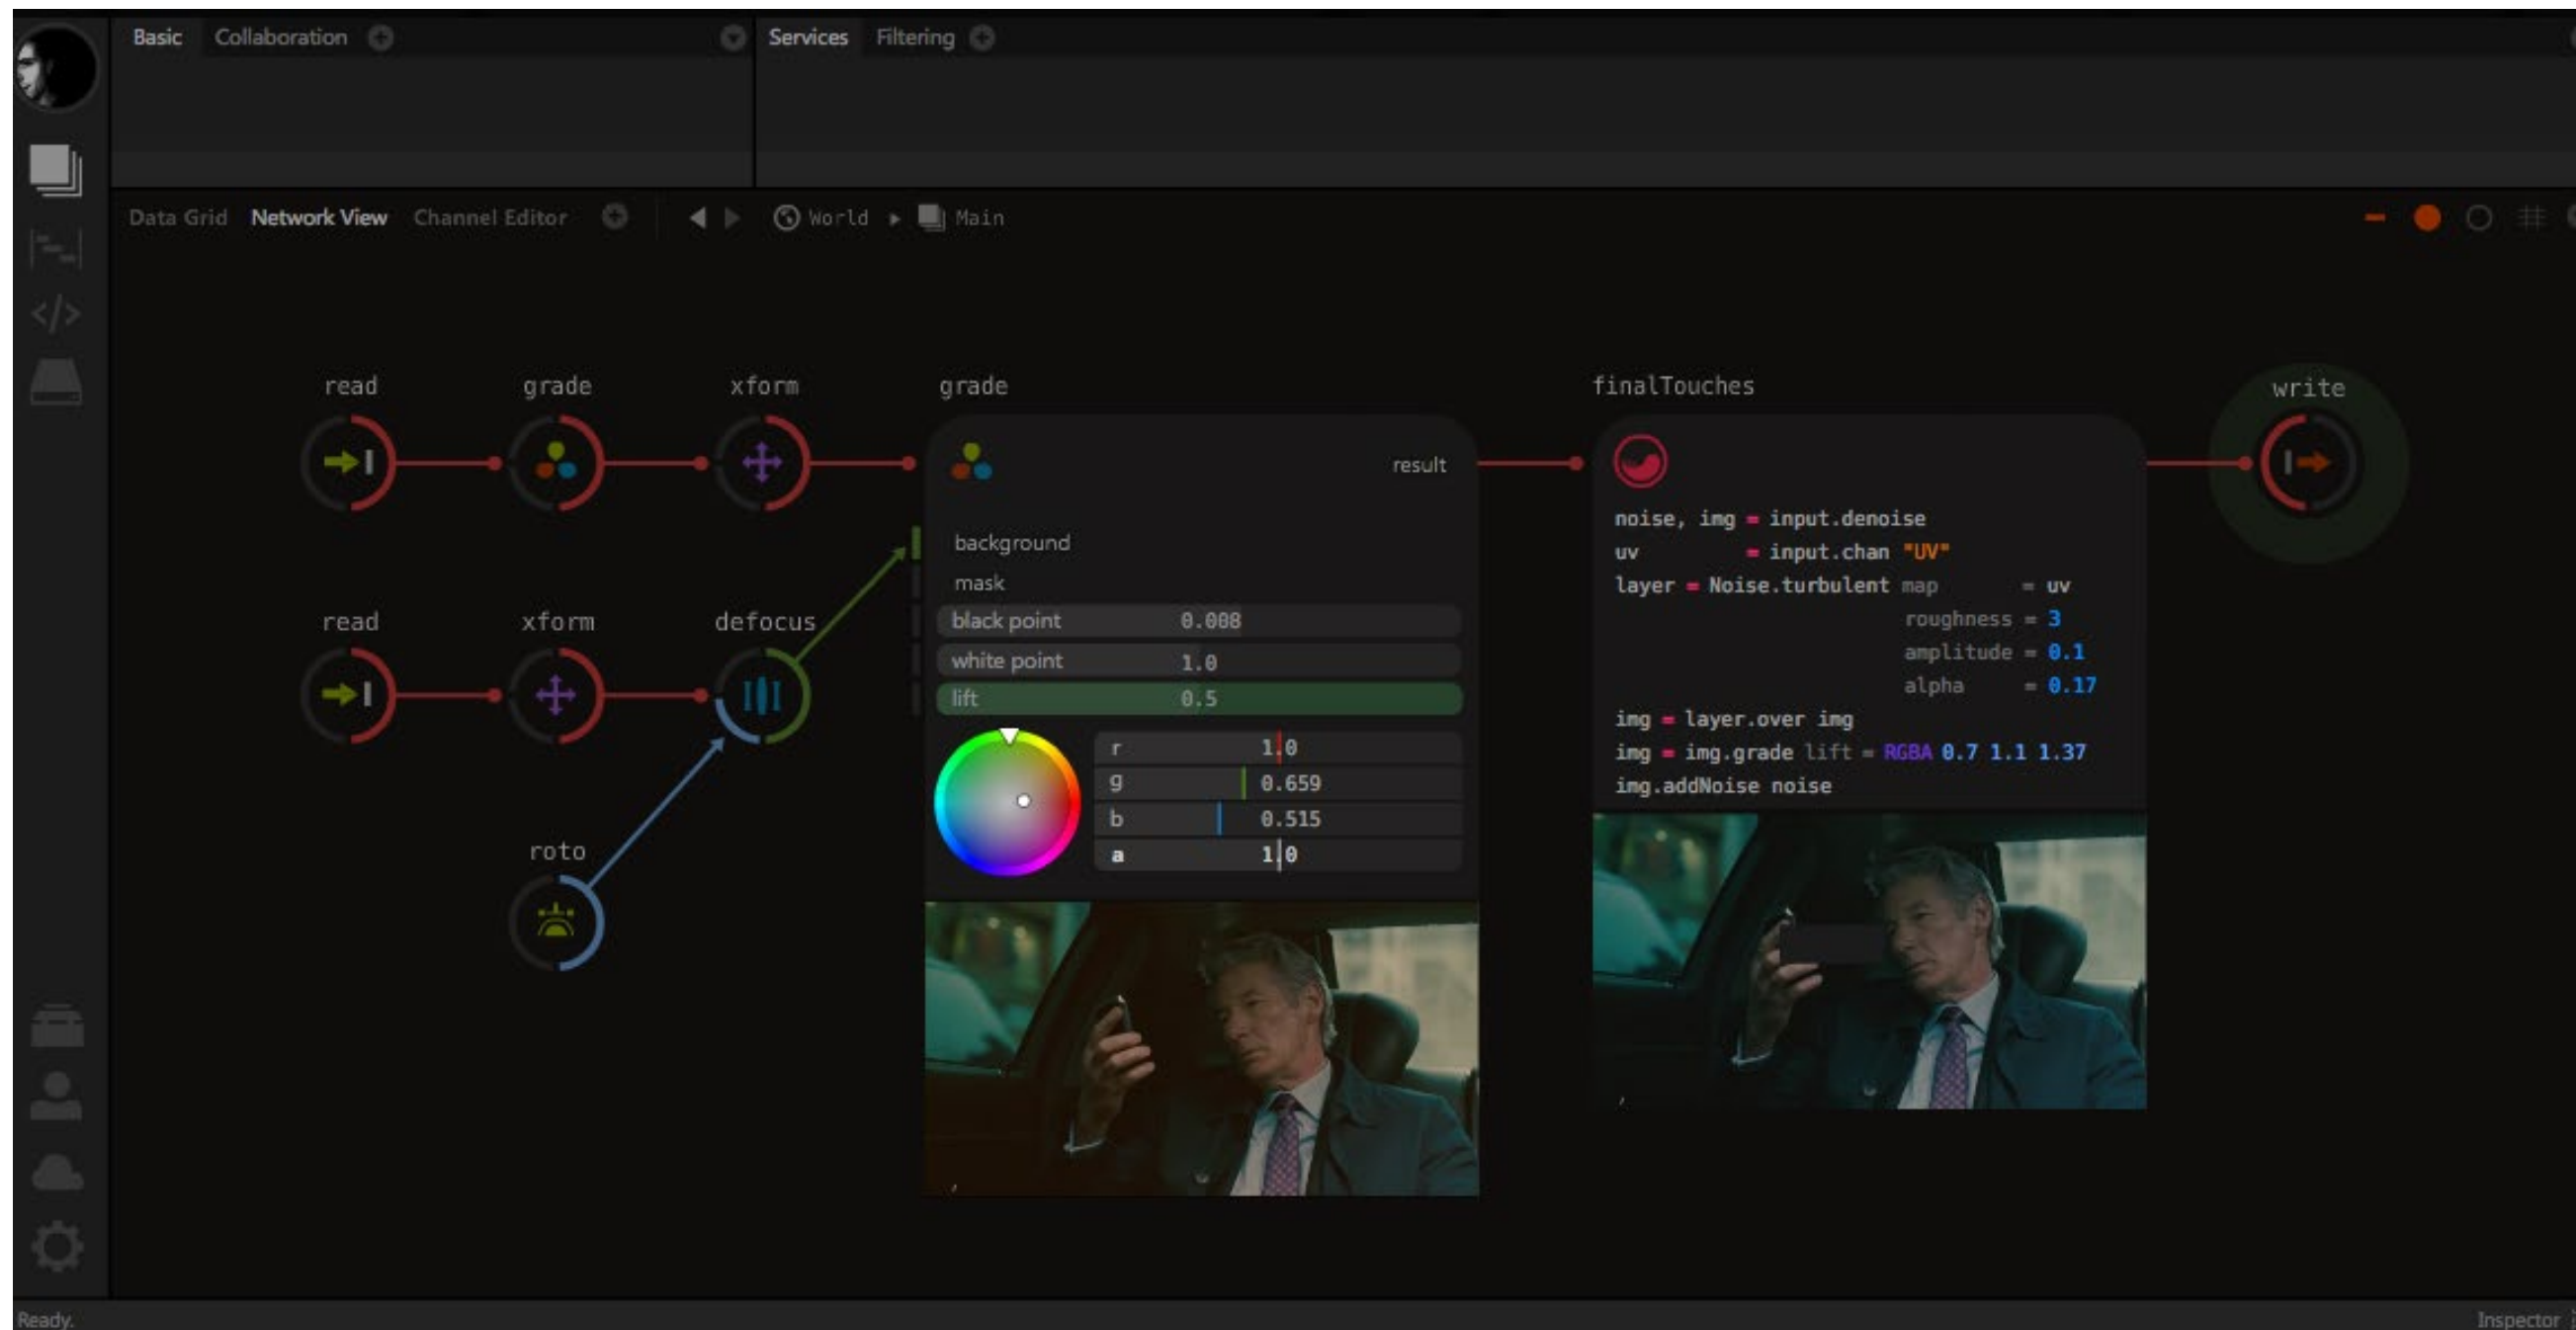 Basic Collaboration
Services Filtering
Data Grid Network View Channel Editor World Main
read grade xform grade finalTouches write
result
background
mask
black point 0.008
white point 1.0
lift 0.5
r 1.0
g 0.659
b 0.515
a 1.0
noise, img = input.denoise
uv = input.chan "UV"
layer = Noise.turbulent map = uv
roughness = 3
amplitude = 0.1
alpha = 0.17
img = layer.over img
img = img.grade lift = RGBA 0.7 1.1 1.37
img.addNoise noise
read xform defocus
roto
Ready.
Inspector